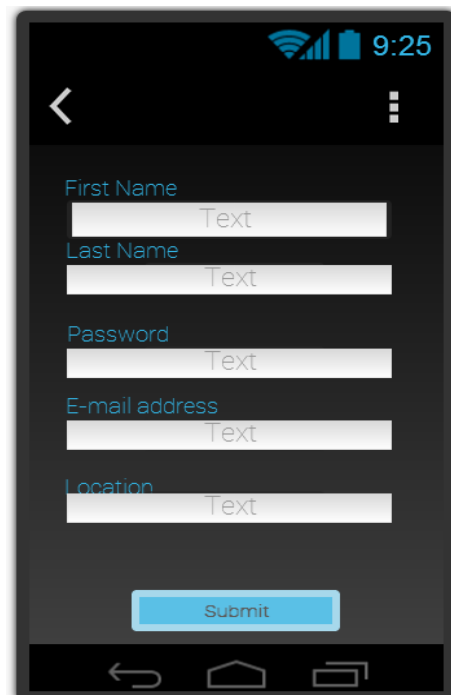 9:25
First Name
Text
Last Name
Text
Password
Text
E-mail address
Text
Location
Text
Submit